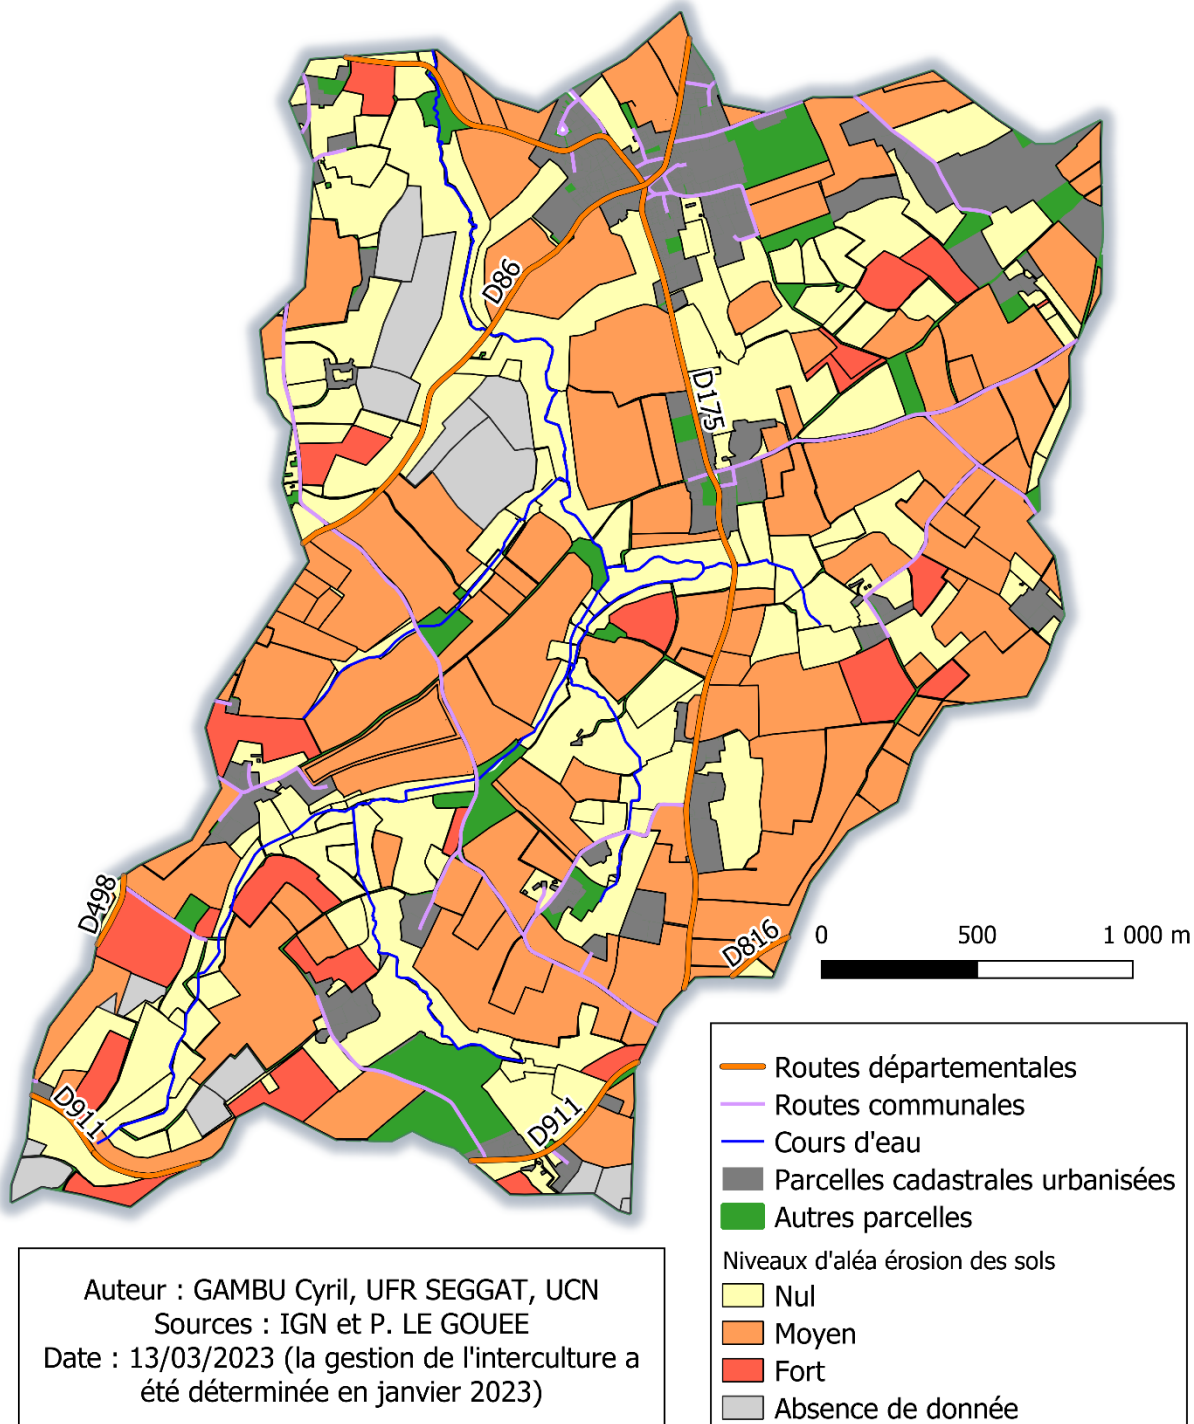 D86
D175
D498
D816
D911
D911
0 500 1 000 m
Routes départementales
Routes communales
Cours d'eau
Parcelles cadastrales urbanisées
Autres parcelles
Niveaux d'aléa érosion des sols
Nul
Moyen
Fort
Absence de donnée
Auteur : GAMBU Cyril, UFR SEGGAT, UCN
Sources : IGN et P. LE GOUEE
Date : 13/03/2023 (la gestion de l'interculture a
été déterminée en janvier 2023)